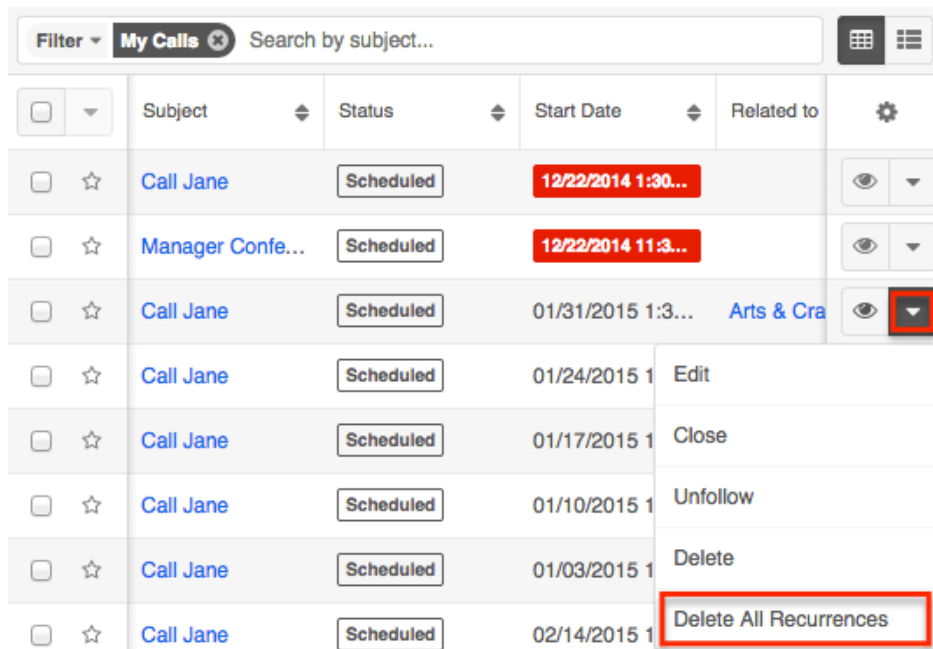 Filter My Calls Search by subject...
Subject Status Start Date Related to
Call Jane Scheduled 12/22/2014 1:30...
Manager Confe... Scheduled 12/22/2014 11:3...
Call Jane Scheduled 01/31/2015 1:3... Arts & Cra
Call Jane Scheduled 01/24/2015 1 Edit
Call Jane Scheduled 01/17/2015 1 Close
Call Jane Scheduled 01/10/2015 1 Unfollow
Call Jane Scheduled 01/03/2015 1 Delete
Call Jane Scheduled 02/14/2015 1 Delete All Recurrences